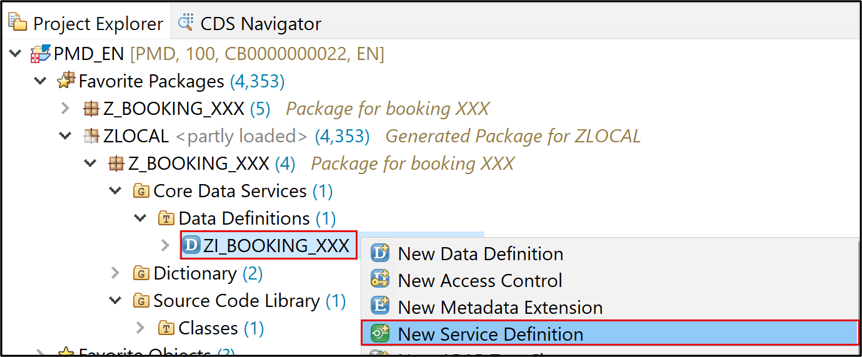 Project Explorer CDS Navigator
PMD_EN [PMD, 100, CB0000000022, EN]
Favorite Packages (4,353)
Z_BOOKING_XXX (5) Package for booking XXX
ZLOCAL <partly loaded> (4,353) Generated Package for ZLOCAL
Z_BOOKING_XXX (4) Package for booking XXX
G Core Data Services (1)
T Data Definitions (1)
D ZI_BOOKING_XXX
D New Data Definition
New Access Control
G Dictionary (2)
E New Metadata Extension
G Source Code Library (1)
New Service Definition
T Classes (1)
Favorite Objects